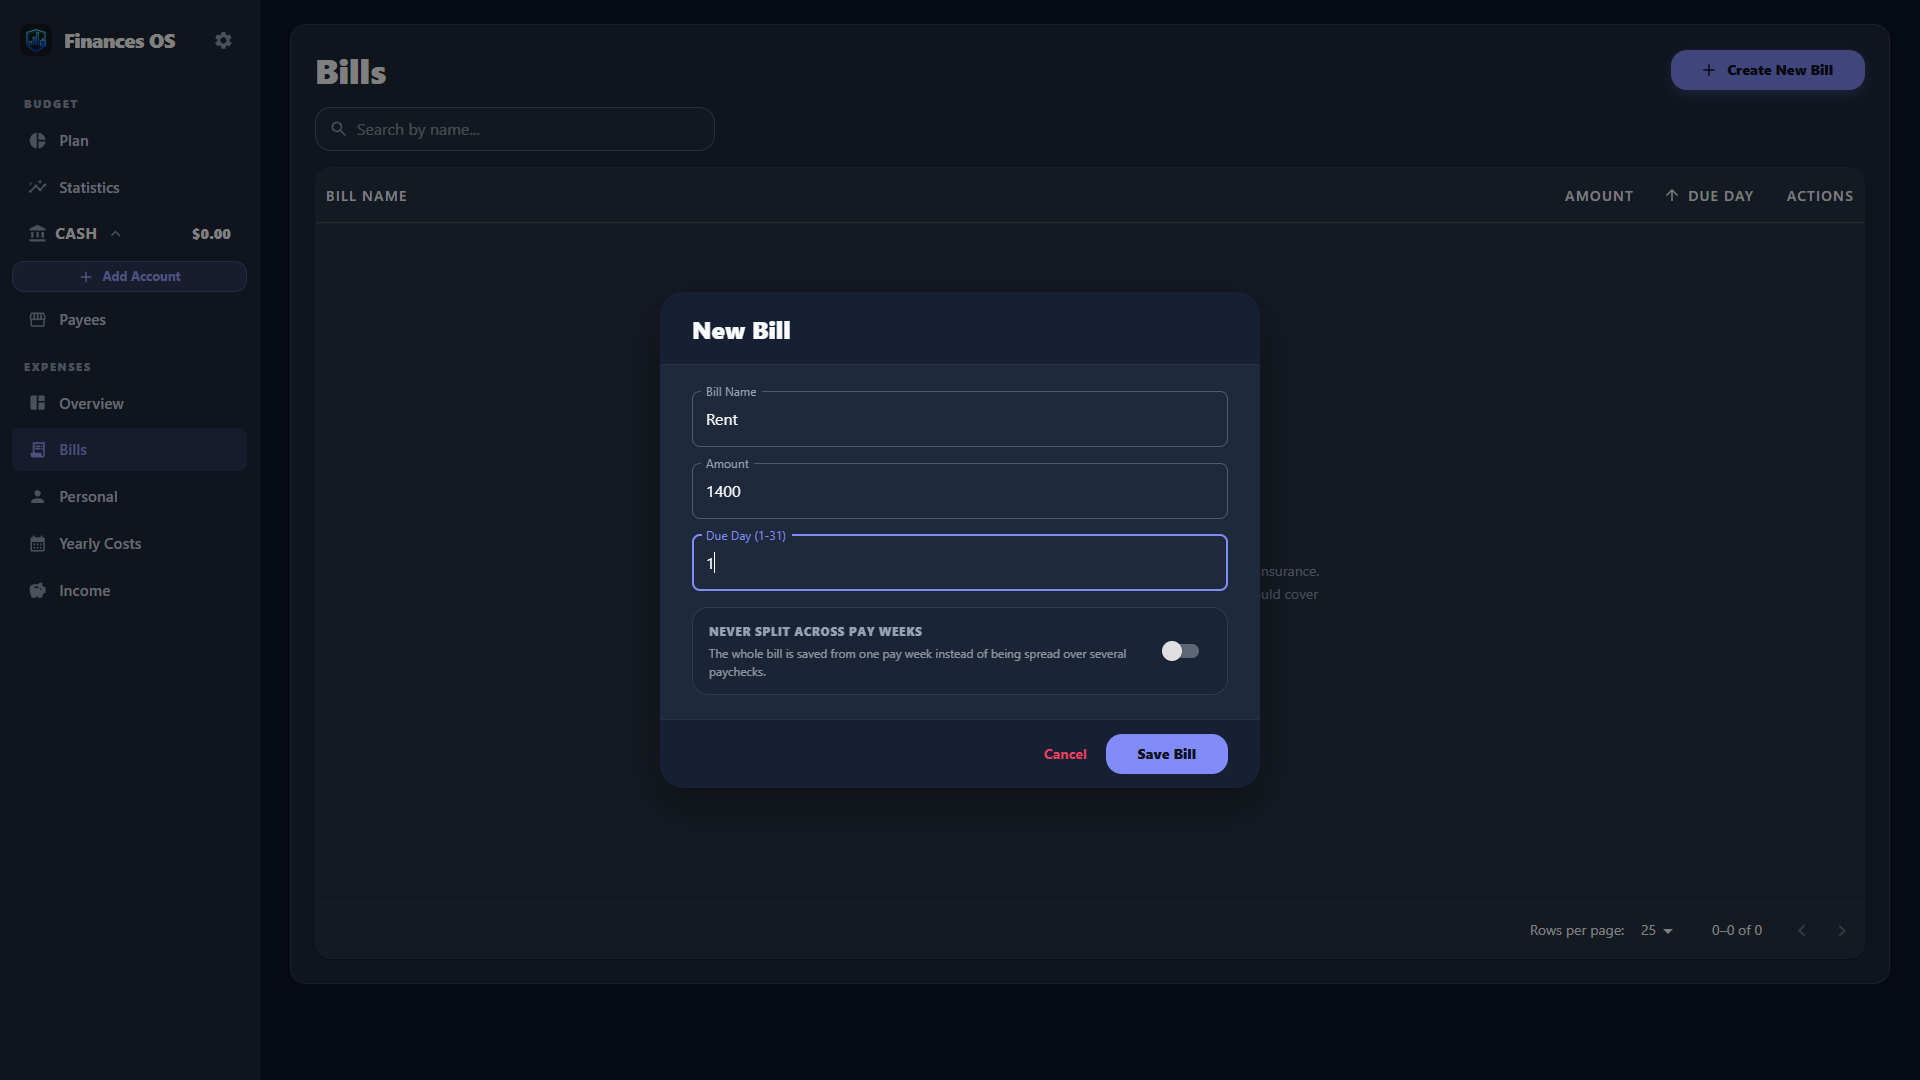 Finances OS
BUDGET
Plan
Statistics
CASH $0.00
+ Add Account
Payees
EXPENSES
Overview
Bills
Personal
Yearly Costs
Income
Bills
+ Create New Bill
Search by name...
BILL NAME AMOUNT ↑ DUE DAY ACTIONS
New Bill
Bill Name
Rent
Amount
1400
Due Day (1-31)
1
NEVER SPLIT ACROSS PAY WEEKS
The whole bill is saved from one pay week instead of being spread over several
paychecks.
Cancel
Save Bill
cover
Rows per page: 25 0–0 of 0